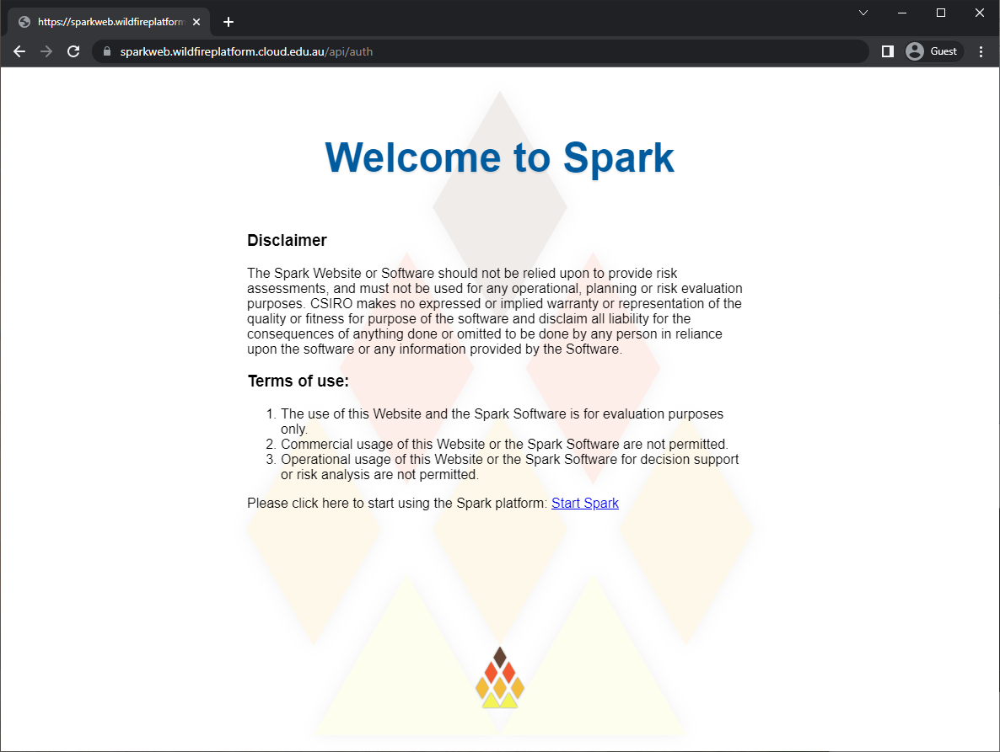 https://sparkweb.wildfireplatform
sparkweb.wildfireplatform.cloud.edu.au/api/auth
Guest
Welcome to Spark
Disclaimer
The Spark Website or Software should not be relied upon to provide risk
assessments, and must not be used for any operational, planning or risk evaluation
purposes. CSIRO makes no expressed or implied warranty or representation of the
quality or fitness for purpose of the software and disclaim all liability for the
consequences of anything done or omitted to be done by any person in reliance
upon the software or any information provided by the Software.
Terms of use:
1. The use of this Website and the Spark Software is for evaluation purposes
only.
2. Commercial usage of this Website or the Spark Software are not permitted.
3. Operational usage of this Website or the Spark Software for decision support
or risk analysis are not permitted.
Please click here to start using the Spark platform: Start Spark